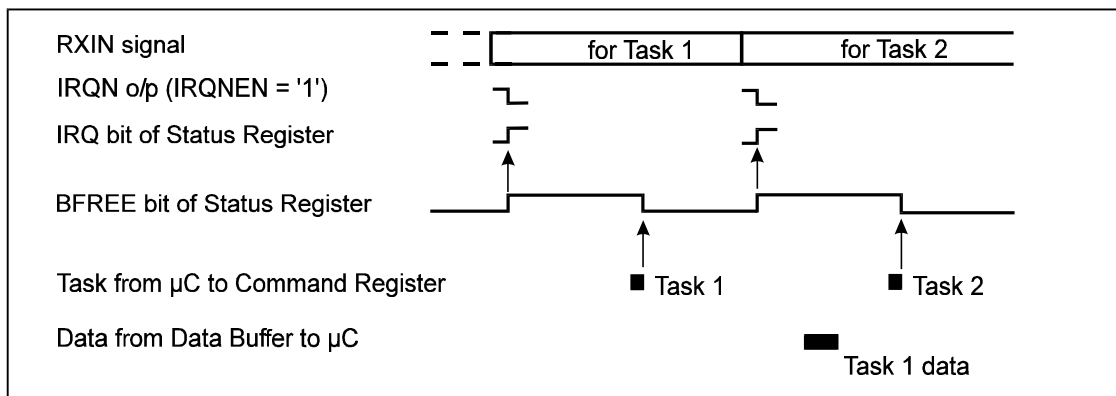 RXIN signal
for Task 1
for Task 2
IRQN o/p (IRQNEN = '1')
IRQ bit of Status Register
BFREE bit of Status Register
Task from µC to Command Register
Task 1
Task 2
Data from Data Buffer to µC
Task 1 data